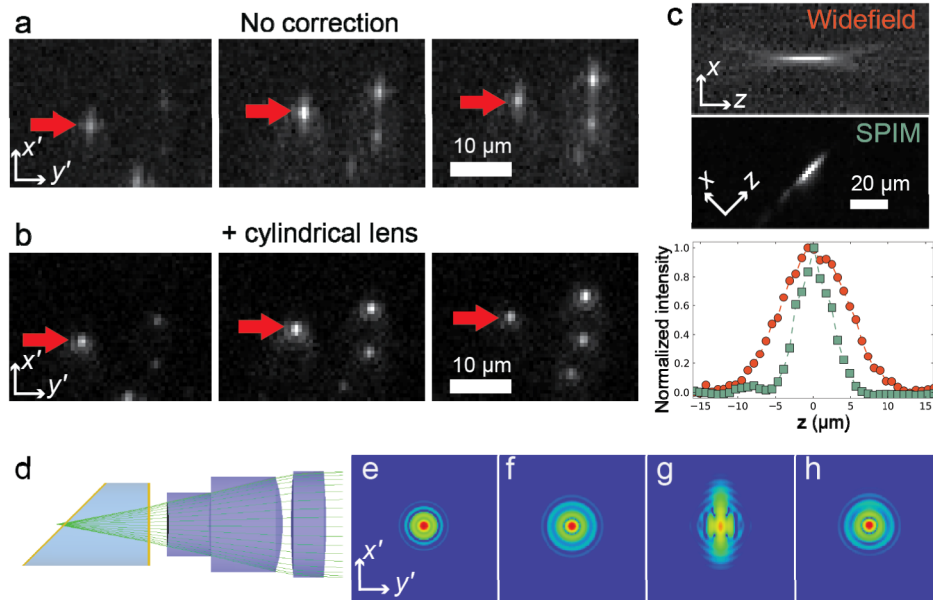 a
No correction
x'
y'
10 µm
b
+ cylindrical lens
x'
y'
10 µm
c
Widefield
x
z
SPIM
x
z
20 µm
Normalized intensity
1.0
0.8
0.6
0.4
0.2
0.0
−15
−10
−5
0
5
10
15
z (µm)
d
e
f
g
h
x'
y'